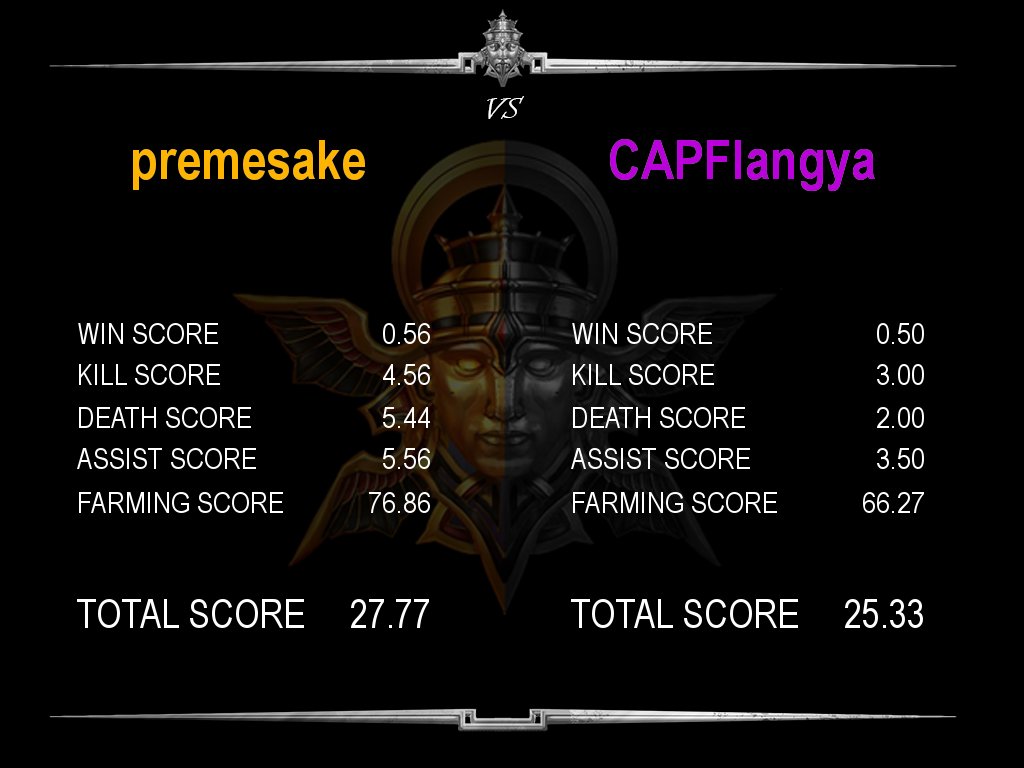 VS
premesake CAPFlangya
WIN SCORE 0.56 WIN SCORE 0.50
KILL SCORE 4.56 KILL SCORE 3.00
DEATH SCORE 5.44 DEATH SCORE 2.00
ASSIST SCORE 5.56 ASSIST SCORE 3.50
FARMING SCORE 76.86 FARMING SCORE 66.27
TOTAL SCORE 27.77 TOTAL SCORE 25.33